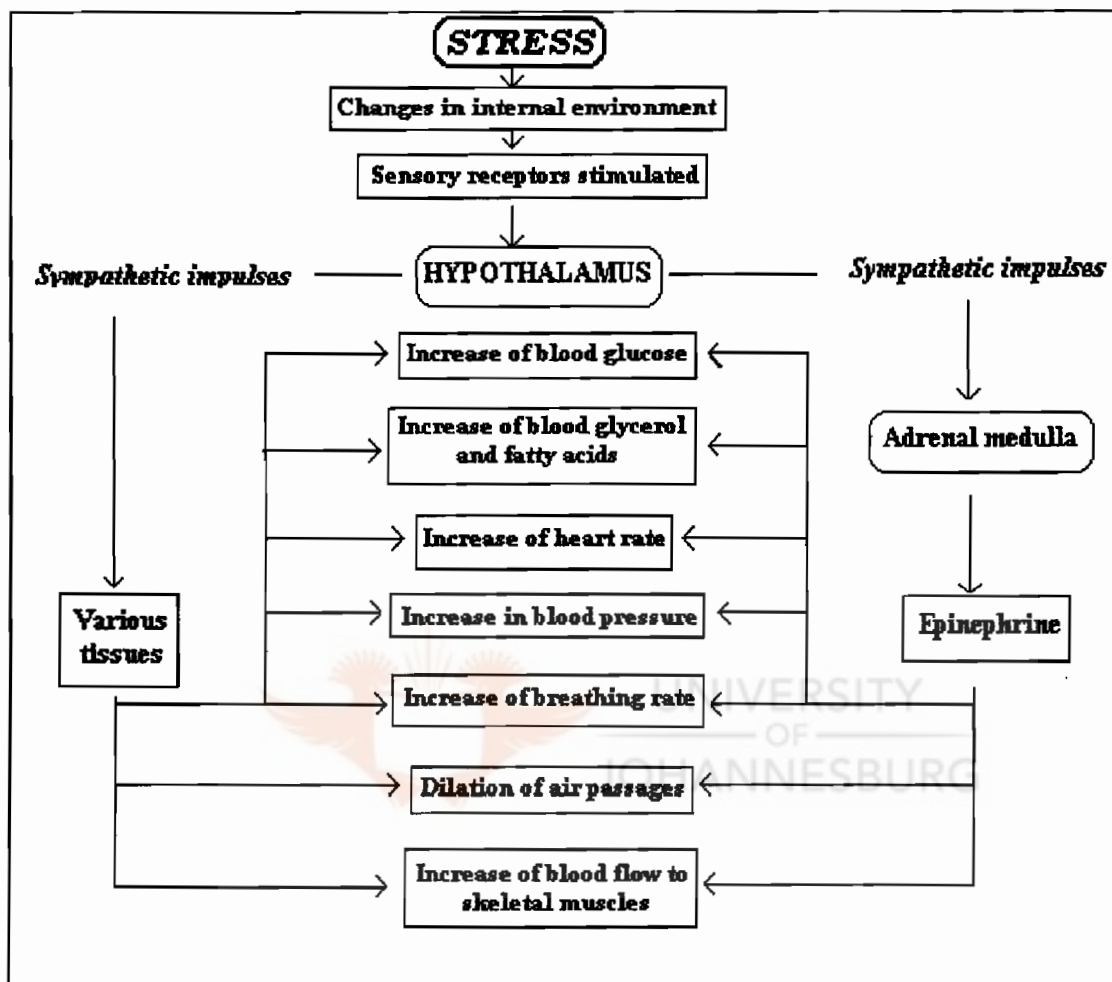 STRESS
Changes in internal environment
Sensory receptors stimulated
Sympathetic impulses
HYPOTHALAMUS
Sympathetic impulses
Increase of blood glucose
Increase of blood glycerol
and fatty acids
Adrenal medulla
Increase of heart rate
Various
tissues
Increase in blood pressure
Epinephrine
Increase of breathing rate
UNIVERSITY
OF
JOHANNESBURG
Dilation of air passages
Increase of blood flow to
skeletal muscles